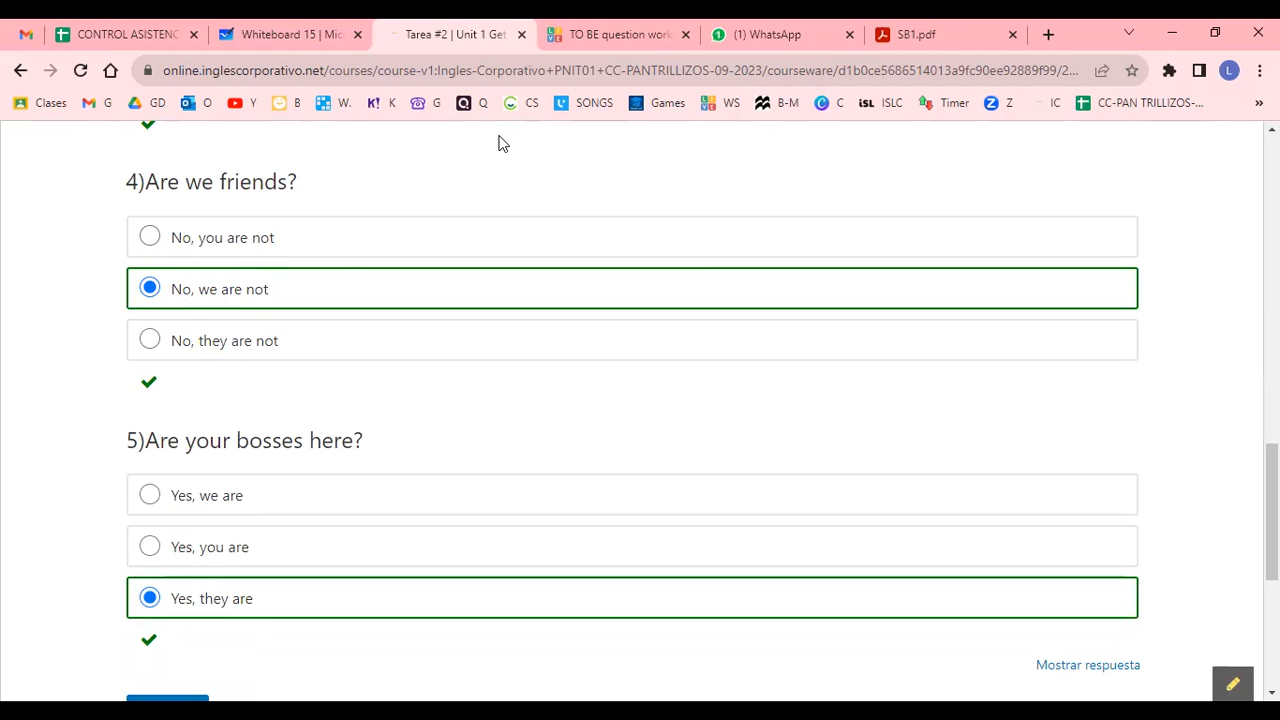 CONTROL ASISTENC
Whiteboard 15 | Mic
Tarea #2 | Unit 1 Get
TO BE question work
(1) WhatsApp
SB1.pdf
online.inglescorporativo.net/courses/course-v1:Ingles-Corporativo+PNIT01+CC-PANTRILLIZOS-09-2023/courseware/d1b0ce5686514013a9fc90ee92889f99/2...
L
Clases
G
GD
O
Y
B
W.
K! K
G
Q
CS
SONGS
Games
WS
B-M
C
ISL ISLC
Timer
Z
IC
CC-PAN TRILLIZOS-...
»
4)Are we friends?
No, you are not
No, we are not
No, they are not
5)Are your bosses here?
Yes, we are
Yes, you are
Yes, they are
Mostrar respuesta